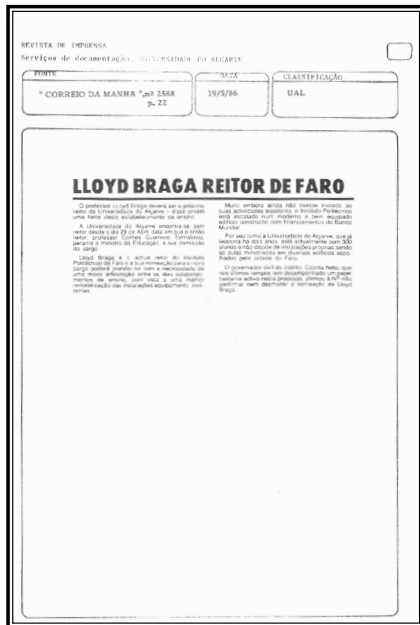 REVISTA DE IMPRENSA
Serviços de documentação, UNIVERSIDADE DO ALGARVE
FONTE
DATA
CLASSIFICAÇÃO
" CORREIO DA MANHÃ ", nº 2588
p. 22
19/5/86
UAL
LLOYD BRAGA REITOR DE FARO
O professor LLoyd Braga deverá ser o próximo
reitor da Universidade do Algarve – disse ontem
uma fonte deste estabelecimento de ensino.
A Universidade do Algarve encontra-se sem
reitor desde o dia 29 de Abril, data em que o então
reitor, professor Gomes Guerreiro, formalizou,
perante o ministro da Educação, a sua demissão
do cargo.
Lloyd Braga é o actual reitor do Instituto
Politécnico de Faro e a sua nomeação para o novo
cargo poderá prender-se com a necessidade de
uma maior articulação entre os dois estabeleci-
mentos de ensino, com vista a uma melhor
rentabilização das instalações equipamento exis-
tentes.
Muito embora ainda não tivesse iniciado as
suas actividades escolares, o Instituto Politécnico
está instalado num moderno e bem equipado
edifício construído com financiamentos do Banco
Mundial.
Por seu turno a Universidade do Algarve, que já
leciona há dois anos, está actualmente com 300
alunos e não dispõe de instalações próprias sendo
as aulas ministradas em diversos edifícios espa-
lhados pela cidade de Faro.
O governador civil do distrito, Cabrita Neto, que
nos últimos tempos tem desempenhado um papel
bastante activo neste processo, afirmou à NP não
confirmar nem desmentir a nomeação de Lloyd
Braga.